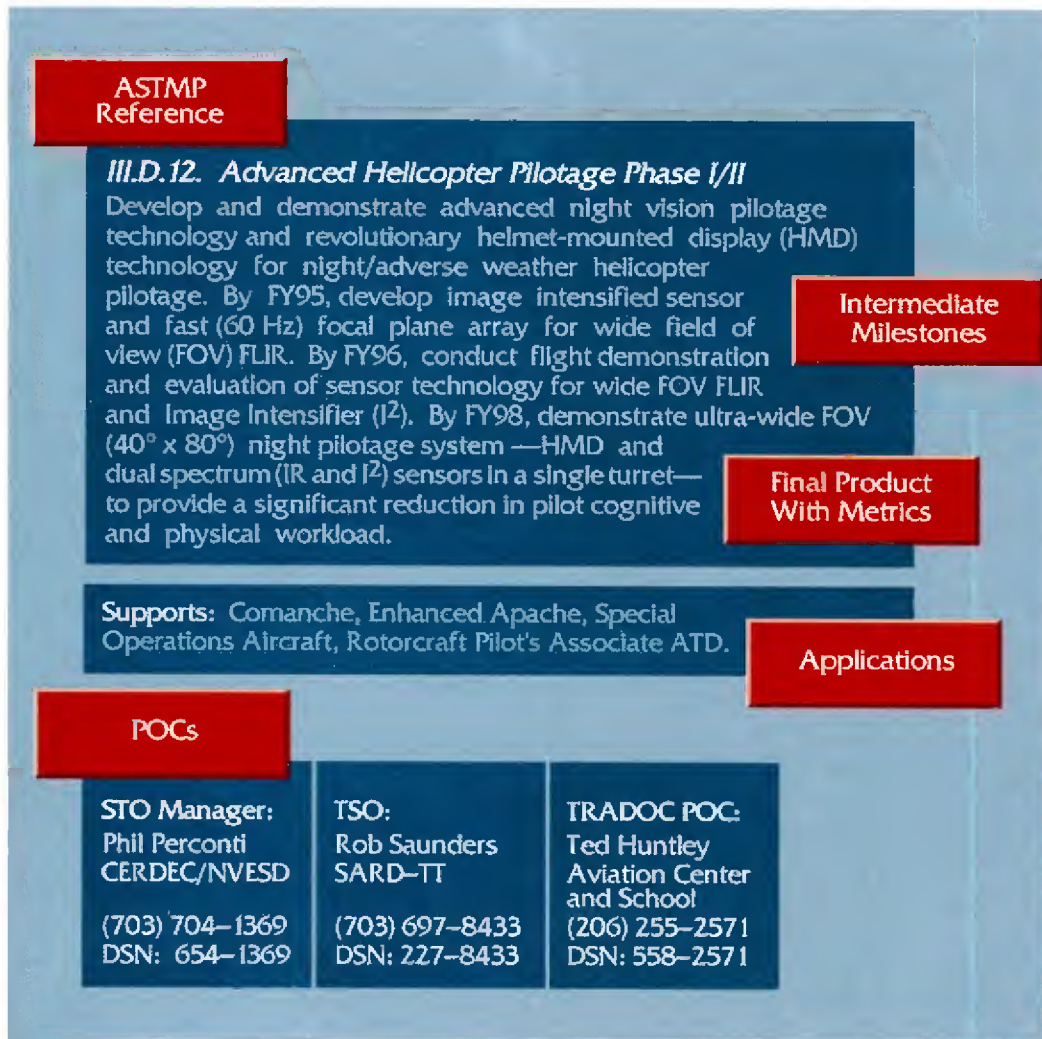 ASTMP
Reference
III.D.12. Advanced Helicopter Pilotage Phase I/II
Develop and demonstrate advanced night vision pilotage
technology and revolutionary helmet-mounted display (HMD)
technology for night/adverse weather helicopter
pilotage. By FY95, develop image intensified sensor
and fast (60 Hz) focal plane array for wide field of
view (FOV) FLIR. By FY96, conduct flight demonstration
and evaluation of sensor technology for wide FOV FLIR
and Image Intensifier (I²). By FY98, demonstrate ultra-wide FOV
(40° x 80°) night pilotage system —HMD and
dual spectrum (IR and I²) sensors in a single turret—
to provide a significant reduction in pilot cognitive
and physical workload.
Intermediate
Milestones
Final Product
With Metrics
Supports: Comanche, Enhanced Apache, Special
Operations Aircraft, Rotorcraft Pilot's Associate ATD.
Applications
POCs
STO Manager:
Phil Perconti
CERDEC/NVESD
(703) 704–1369
DSN: 654–1369
TSO:
Rob Saunders
SARD–TT
(703) 697–8433
DSN: 227–8433
TRADOC POC:
Ted Huntley
Aviation Center
and School
(206) 255–2571
DSN: 558–2571